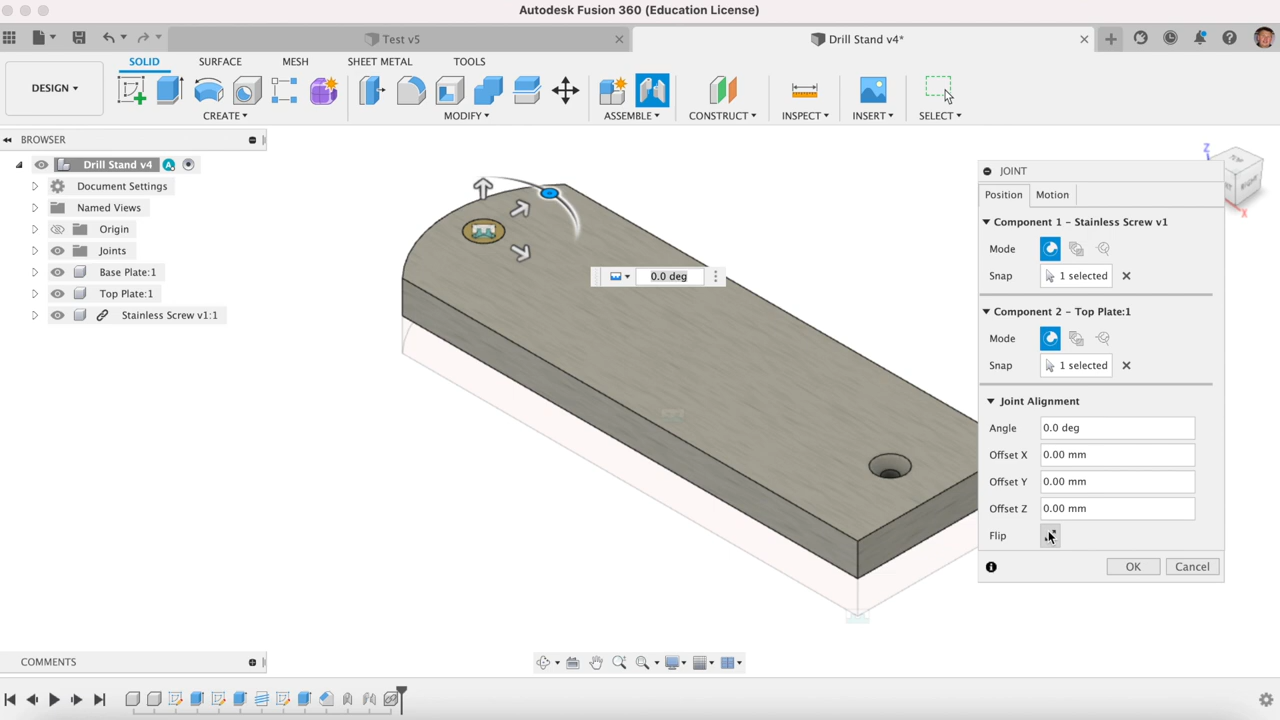 Autodesk Fusion 360 (Education License)
Test v5
Drill Stand v4*
DESIGN
SOLID
SURFACE
MESH
SHEET METAL
TOOLS
CREATE
MODIFY
ASSEMBLE
CONSTRUCT
INSPECT
INSERT
SELECT
BROWSER
Drill Stand v4
A
Document Settings
Named Views
Origin
Joints
Base Plate:1
Top Plate:1
Stainless Screw v1:1
0.0 deg
Z
TOP
FRONT
RIGHT
X
JOINT
Position
Motion
Component 1 - Stainless Screw v1
Mode
Snap
1 selected
Component 2 - Top Plate:1
Mode
Snap
1 selected
Joint Alignment
Angle
0.0 deg
Offset X
0.00 mm
Offset Y
0.00 mm
Offset Z
0.00 mm
Flip
OK
Cancel
COMMENTS